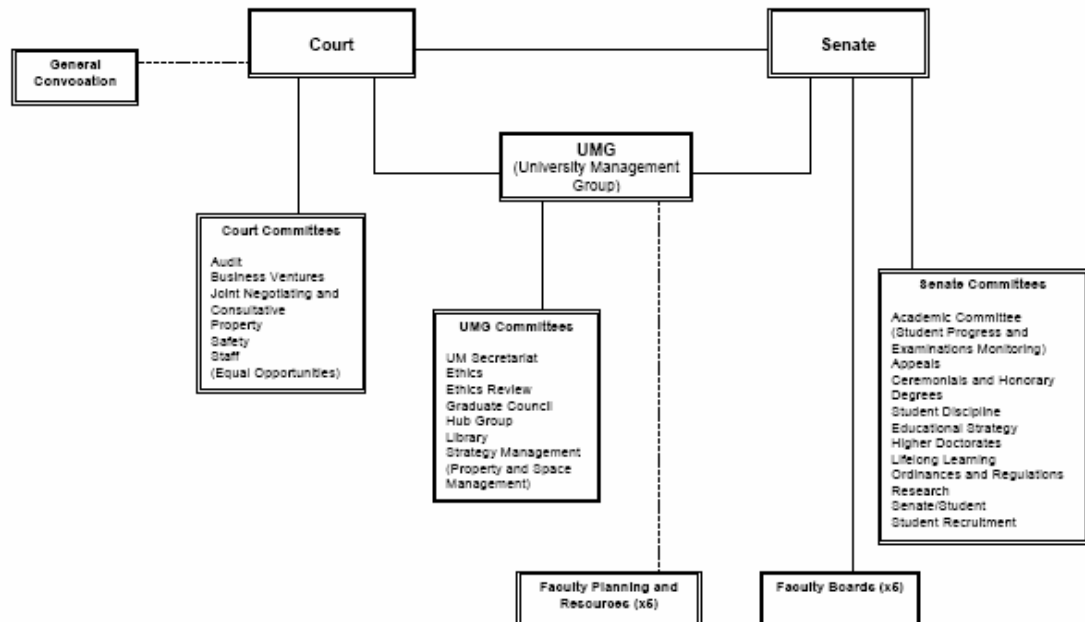 Court
Senate
General
Convocation
UMG
(University Management
Group)
Court Committees
Audit
Business Ventures
Joint Negotiating and
Consultative
Property
Safety
Staff
(Equal Opportunities)
UMG Committees
UM Secretariat
Ethics
Ethics Review
Graduate Council
Hub Group
Library
Strategy Management
(Property and Space
Management)
Senate Committees
Academic Committee
(Student Progress and
Examinations Monitoring)
Appeals
Ceremonials and Honorary
Degrees
Student Discipline
Educational Strategy
Higher Doctorates
Lifelong Learning
Ordinances and Regulations
Research
Senate/Student
Student Recruitment
Faculty Planning and
Resources (x5)
Faculty Boards (x5)